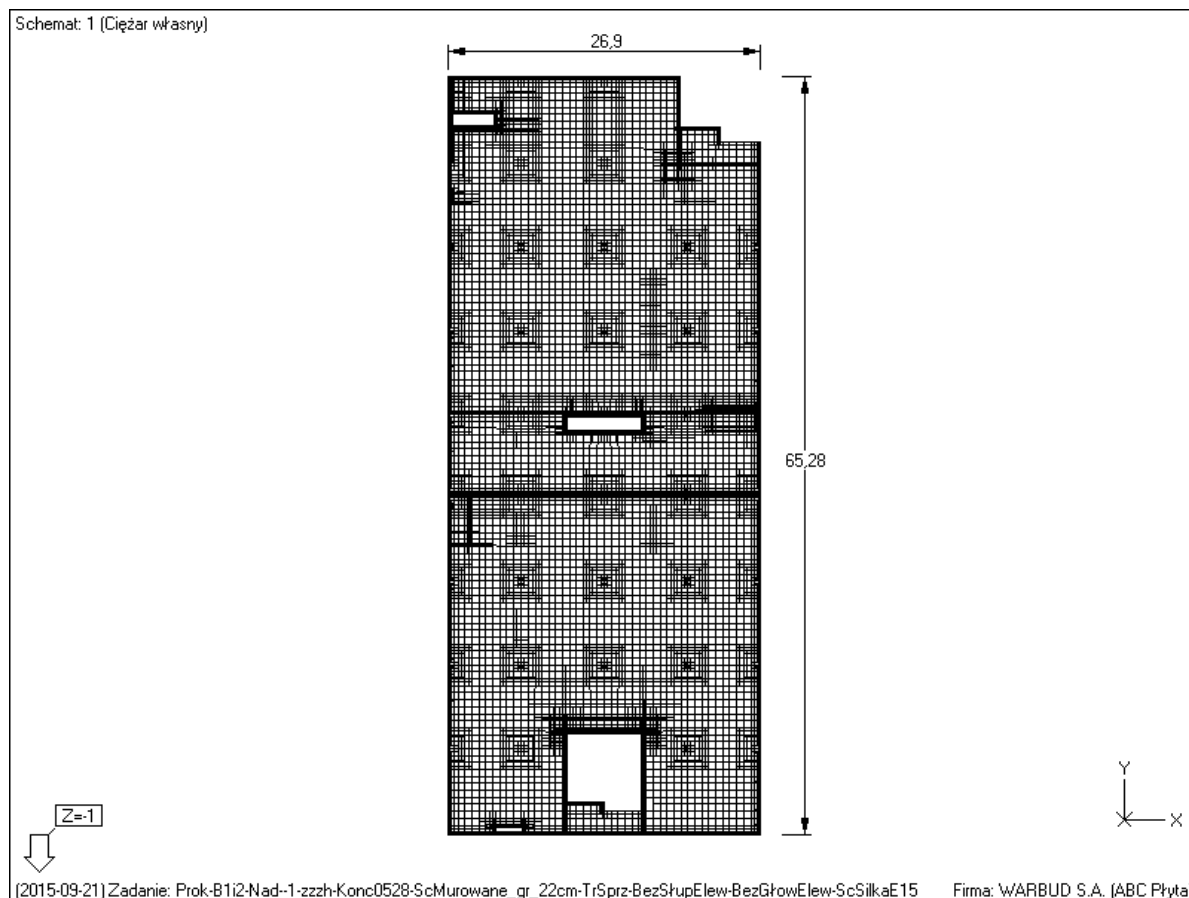 Schemat: 1 (Ciężar własny)
26,9
65,28
Z=-1
Y
X
(2015-09-21) Zadanie: Prok-B1i2-Nad--1-zzzh-Konc0528-ScMurowane_gr_22cm-TrSprz-BezSłupElew-BezGłowElew-ScSilkaE15 Firma: WARBUD S.A. (ABC Płyta